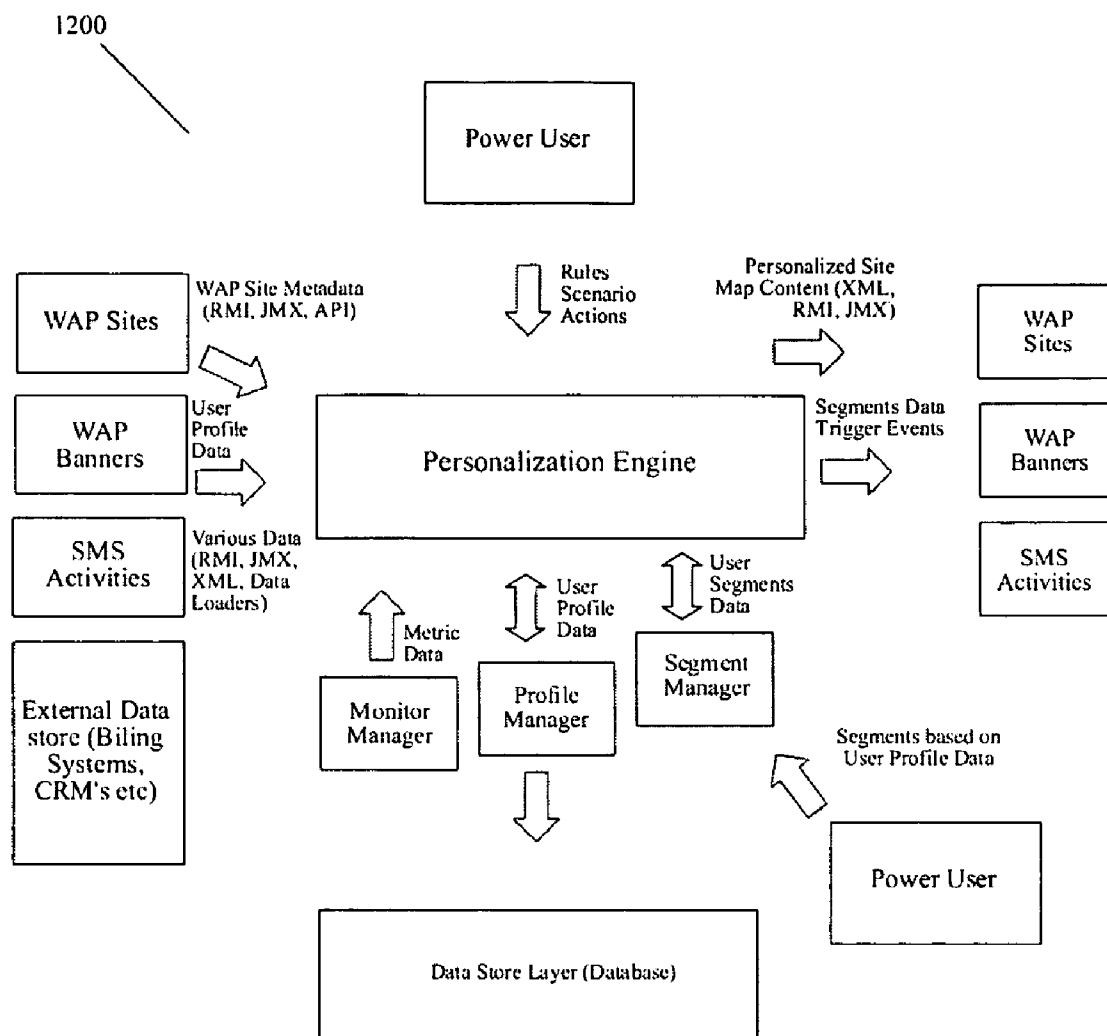 1200
Power User
Rules
Scenario
Actions
WAP Site Metadata
(RMI, JMX, API)
Personalized Site
Map Content (XML,
RMI, JMX)
WAP Sites
WAP
Sites
User
Profile
Data
WAP
Banners
Personalization Engine
Segments Data
Trigger Events
WAP
Banners
SMS
Activities
Various Data
(RMI, JMX,
XML, Data
Loaders)
SMS
Activities
Metric
Data
User
Profile
Data
User
Segments
Data
External Data
store (Biling
Systems,
CRM's etc)
Monitor
Manager
Profile
Manager
Segment
Manager
Segments based on
User Profile Data
Power User
Data Store Layer (Database)